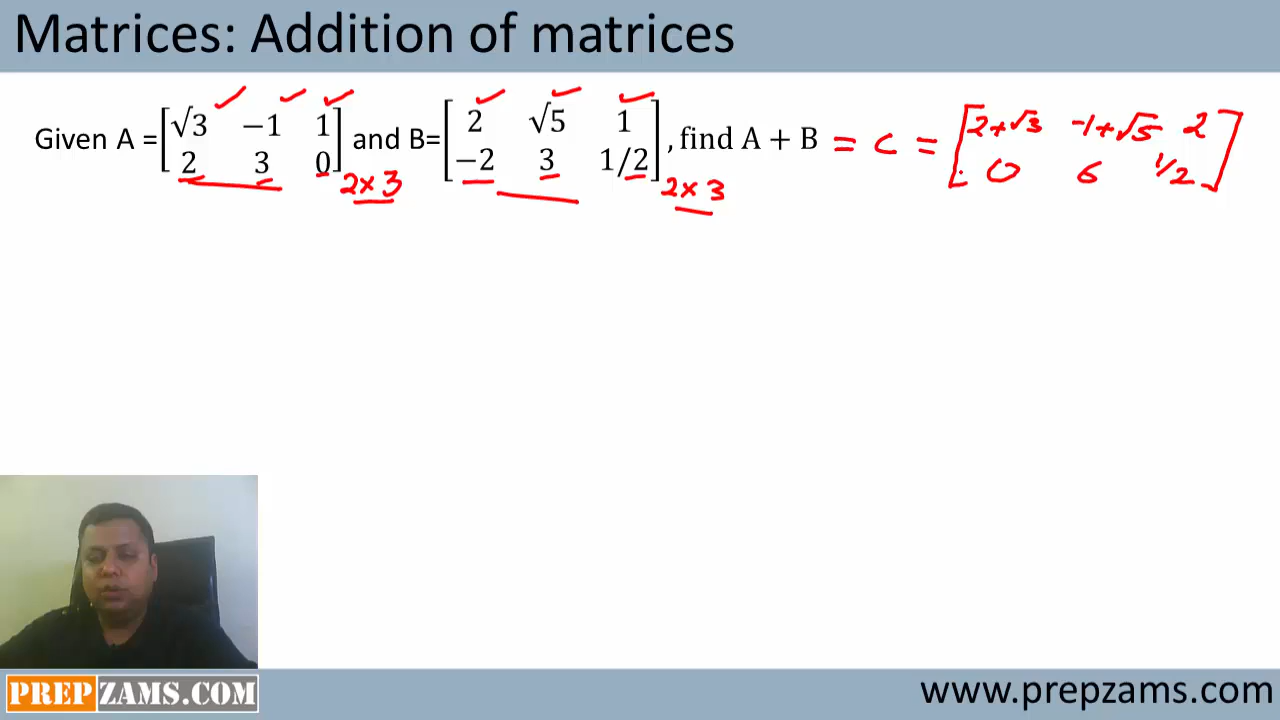 Matrices: Addition of matrices
Given A = [√3 −1 1 and B= [2 √5 1 , find A + B = C = [2+√3 -1+√5 2]
2 3 0] 2×3 −2 3 1/2] 2×3 0 6 1/2]
PREPZAMS.COM
www.prepzams.com